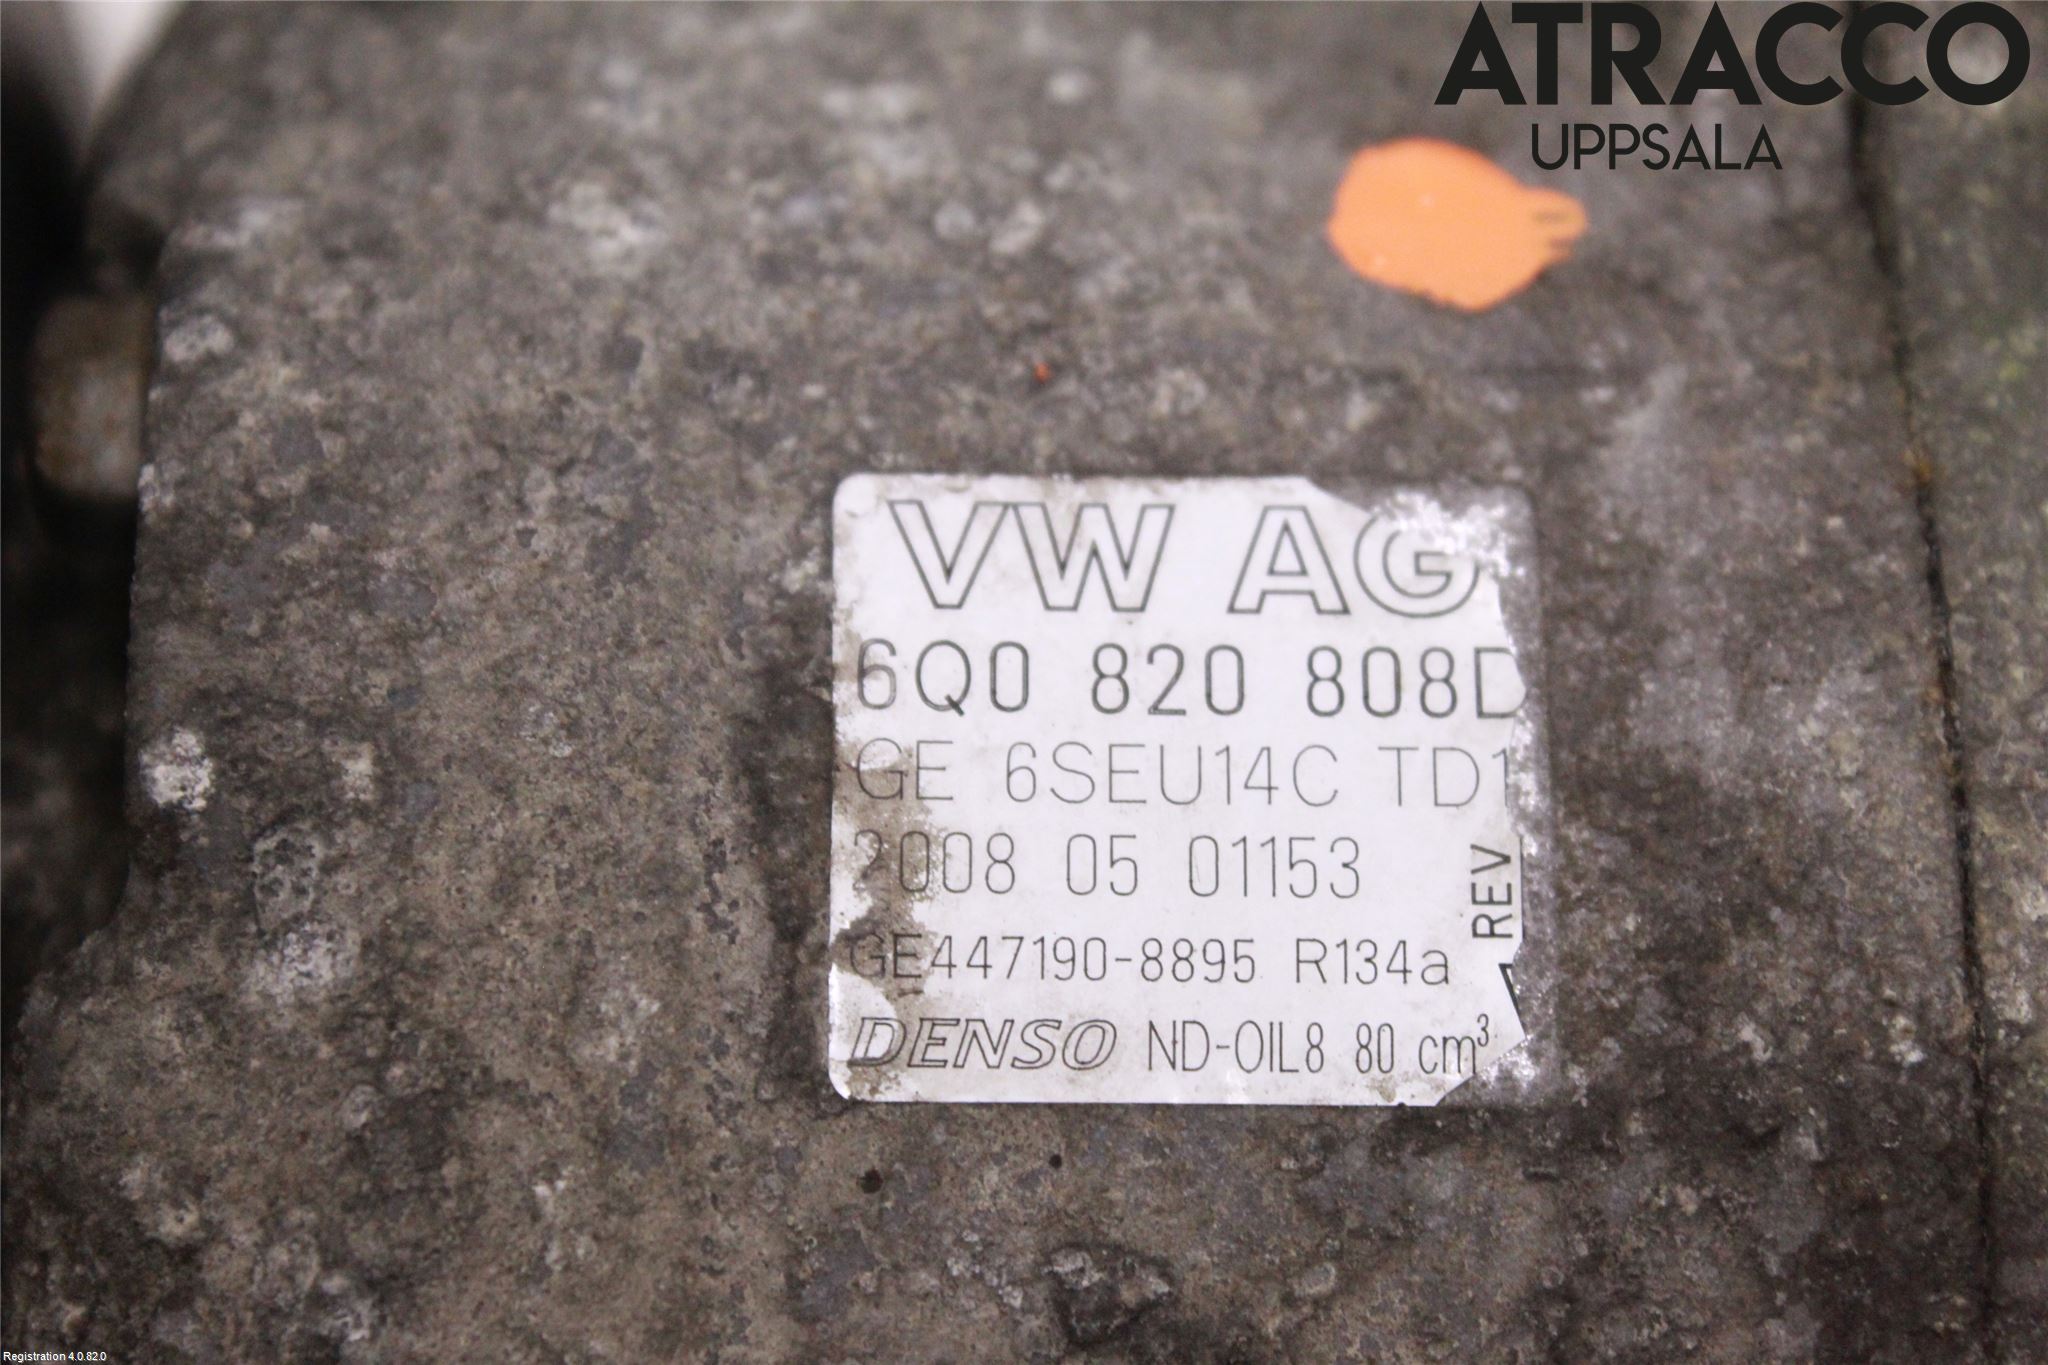 ATRACCO
UPPSALA
VW AG
6Q0 820 808D
GE 6SEU14C TD1
2008 05 01153
REV
GE447190-8895 R134a
DENSO ND-OIL8 80 cm³
Registration 4.0.82.0